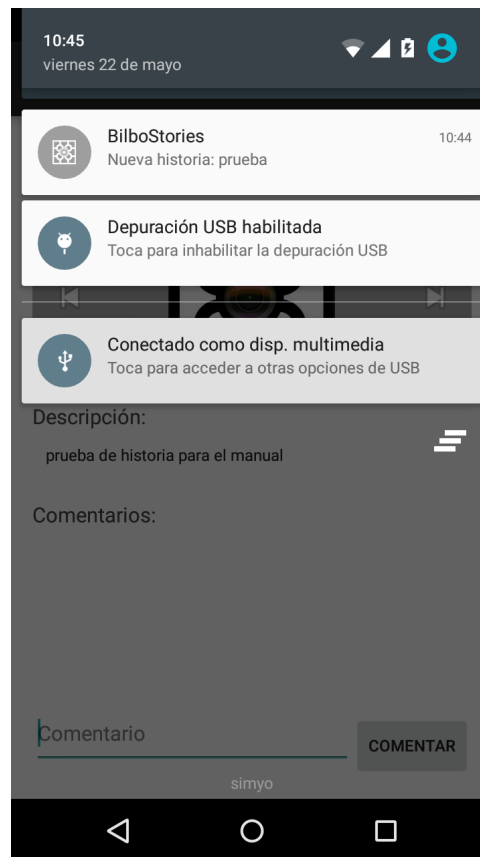 10:45
viernes 22 de mayo
BilboStories 10:44
Nueva historia: prueba
Depuración USB habilitada
Toca para inhabilitar la depuración USB
Conectado como disp. multimedia
Toca para acceder a otras opciones de USB
Descripción:
prueba de historia para el manual
Comentarios:
Comentario
COMENTAR
simyo